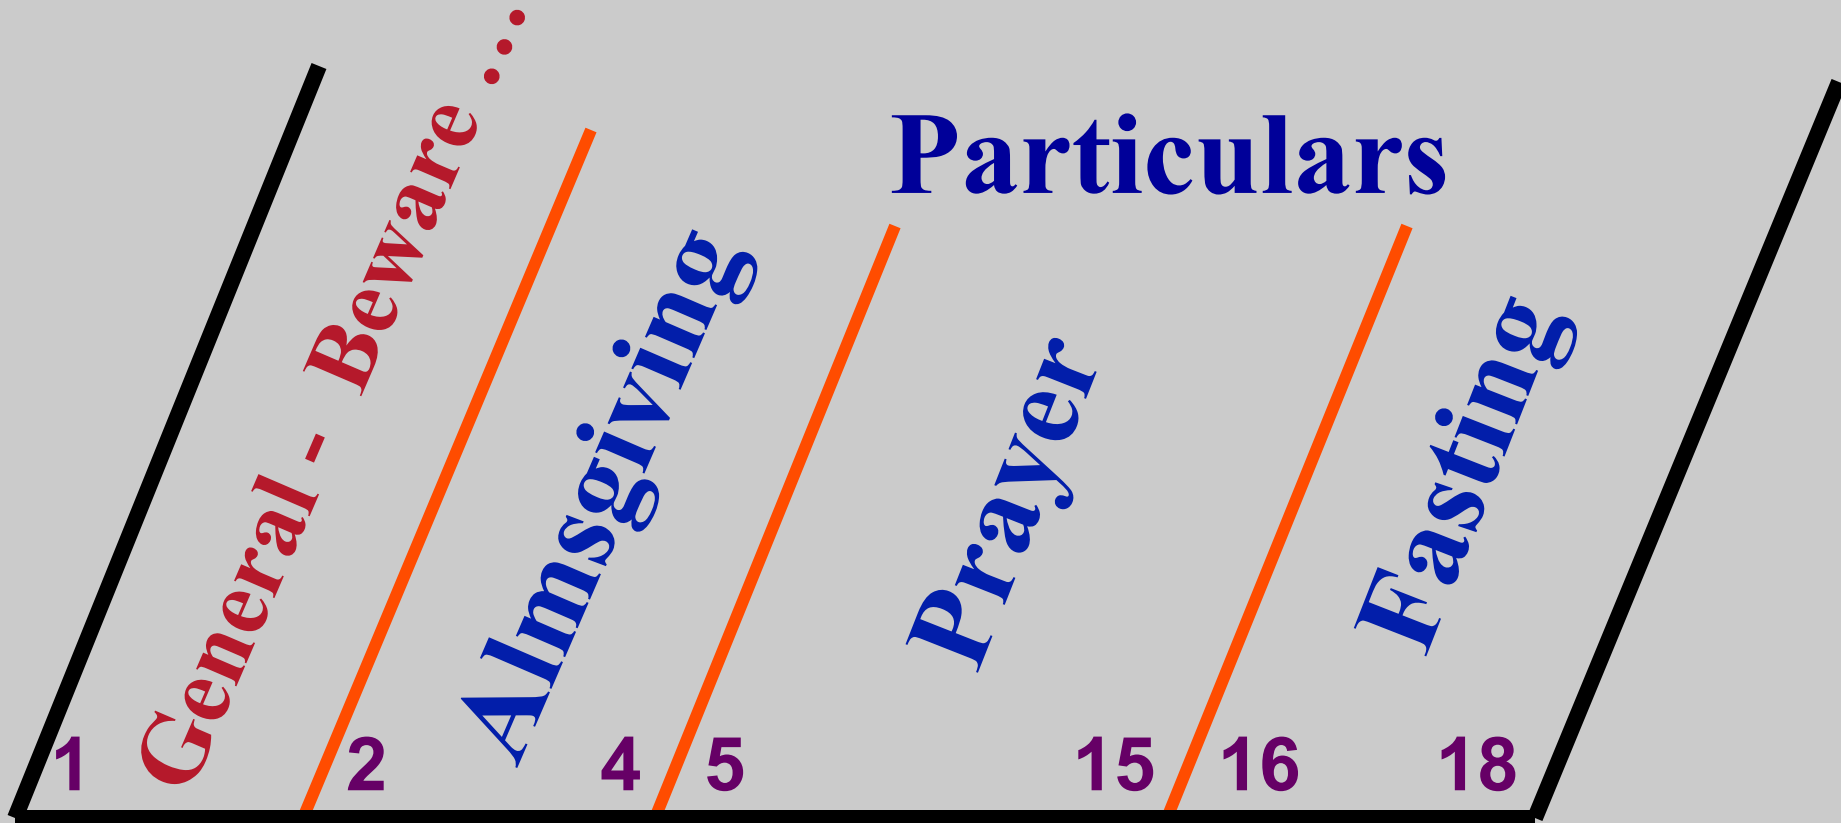 General - Beware ...
Particulars
Almsgiving
Prayer
Fasting
1 2 4 5 15 16 18